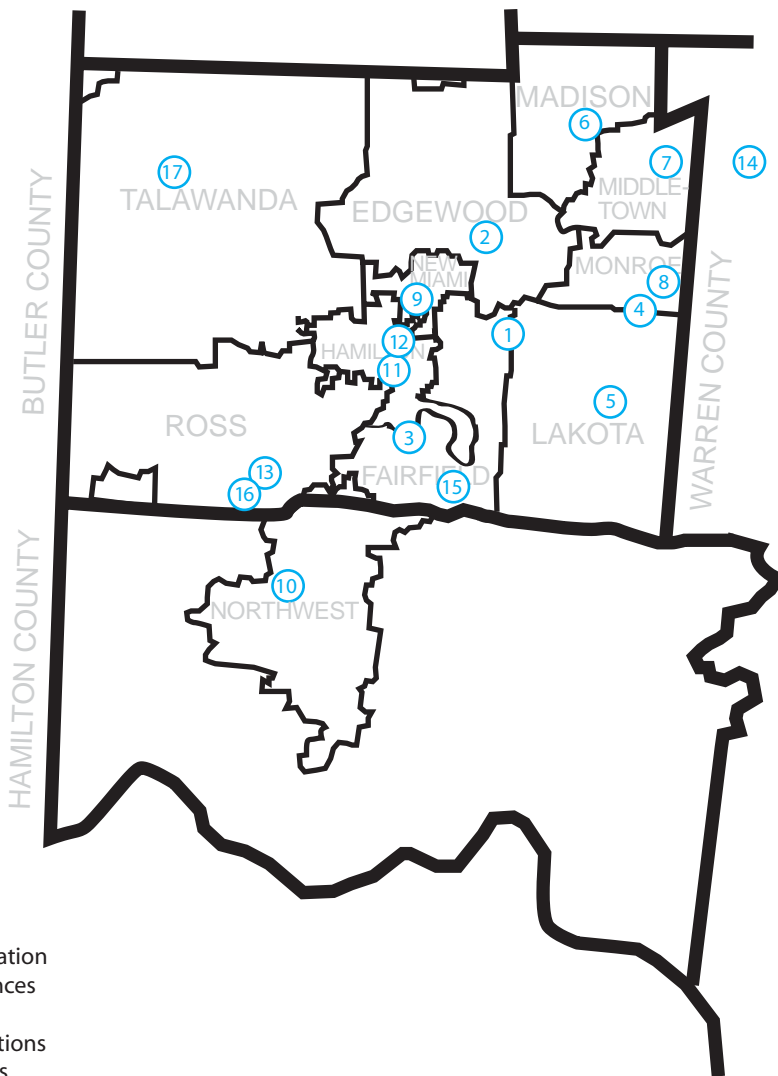 MADISON
6
7
14
17
TALAWANDA
MIDDLE-
TOWN
EDGEWOOD
2
BUTLER COUNTY
NEW
MIAMI
MONROE
8
9
4
WARREN COUNTY
1
12
HAMILTON
11
5
ROSS
3
LAKOTA
13
FAIRFIELD
15
16
HAMILTON COUNTY
10
NORTHWEST
ation
nces
tions
s